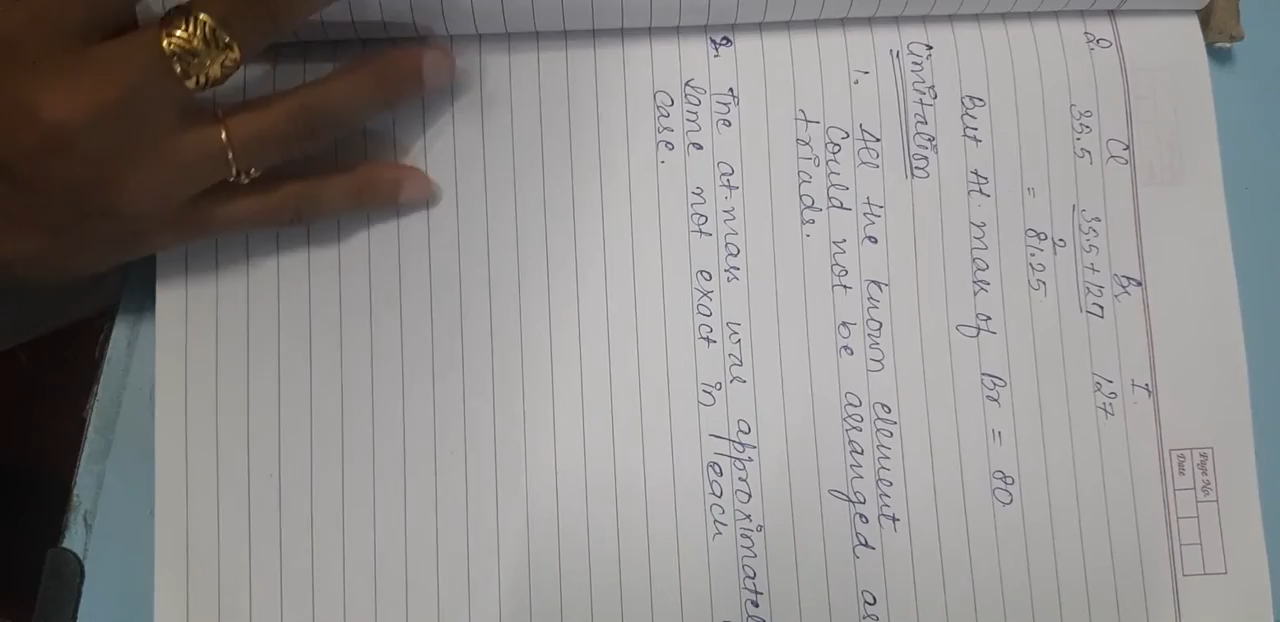 Page No.
Date
2. Cl Br I.
35.5 35.5+127 127
2
= 81.25
But At mass of Br = 80
Limitation
1. All the known element
Could not be arranged as
triads.
2. The at.mass was approximatel
same not exact in each
case.